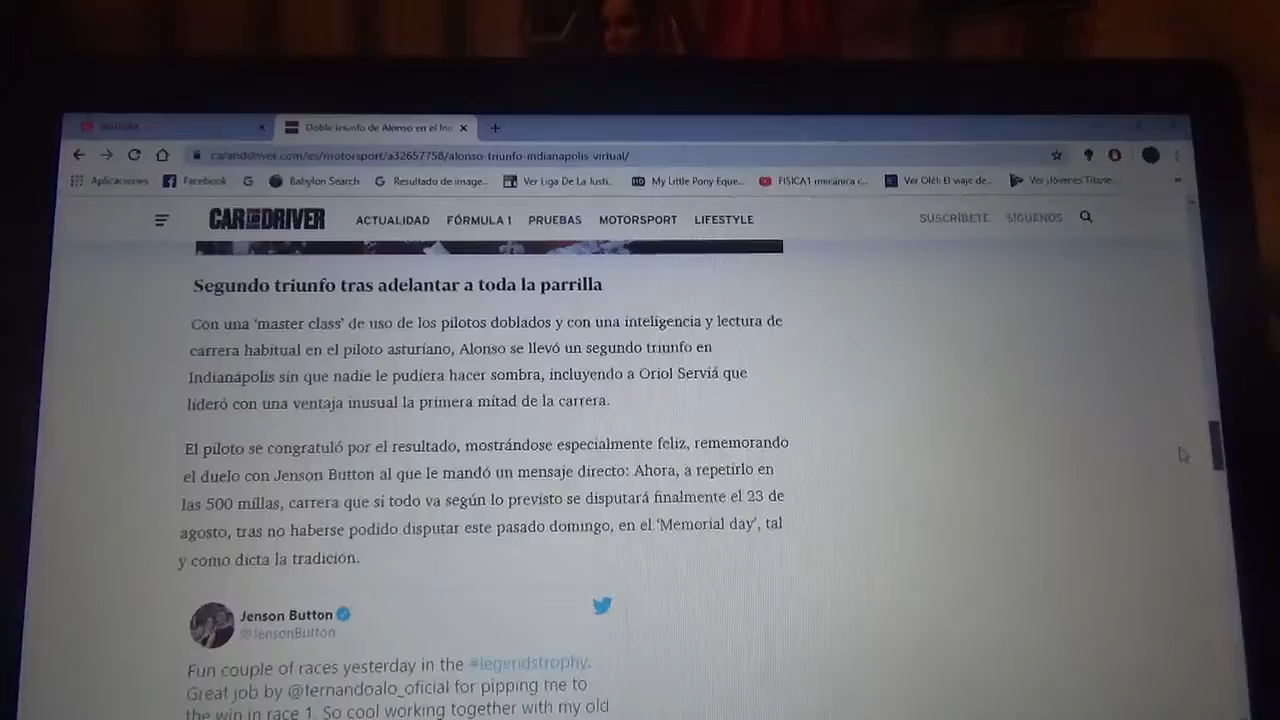 Doble triunfo de Alonso en el Ind
caranddriver.com/es/motorsport/a32657758/alonso-triunfo-indianapolis-virtual/
Aplicaciones Facebook Babylon Search Resultado de image... Ver Liga De La Justi... My Little Pony Eque... FISICA1 mecánica c... Ver Olé! El viaje de... Ver Jóvenes Titane...
CAR AND DRIVER ACTUALIDAD FÓRMULA 1 PRUEBAS MOTORSPORT LIFESTYLE SUSCRÍBETE SÍGUENOS
Segundo triunfo tras adelantar a toda la parrilla
Con una 'master class' de uso de los pilotos doblados y con una inteligencia y lectura de
carrera habitual en el piloto asturiano, Alonso se llevó un segundo triunfo en
Indianápolis sin que nadie le pudiera hacer sombra, incluyendo a Oriol Serviá que
lideró con una ventaja inusual la primera mitad de la carrera.
El piloto se congratuló por el resultado, mostrándose especialmente feliz, rememorando
el duelo con Jenson Button al que le mandó un mensaje directo: Ahora, a repetirlo en
las 500 millas, carrera que si todo va según lo previsto se disputará finalmente el 23 de
agosto, tras no haberse podido disputar este pasado domingo, en el 'Memorial day', tal
y como dicta la tradición.
Jenson Button
@JensonButton
Fun couple of races yesterday in the #legendstrophy.
Great job by @fernandoalo_oficial for pipping me to
the win in race 1. So cool working together with my old